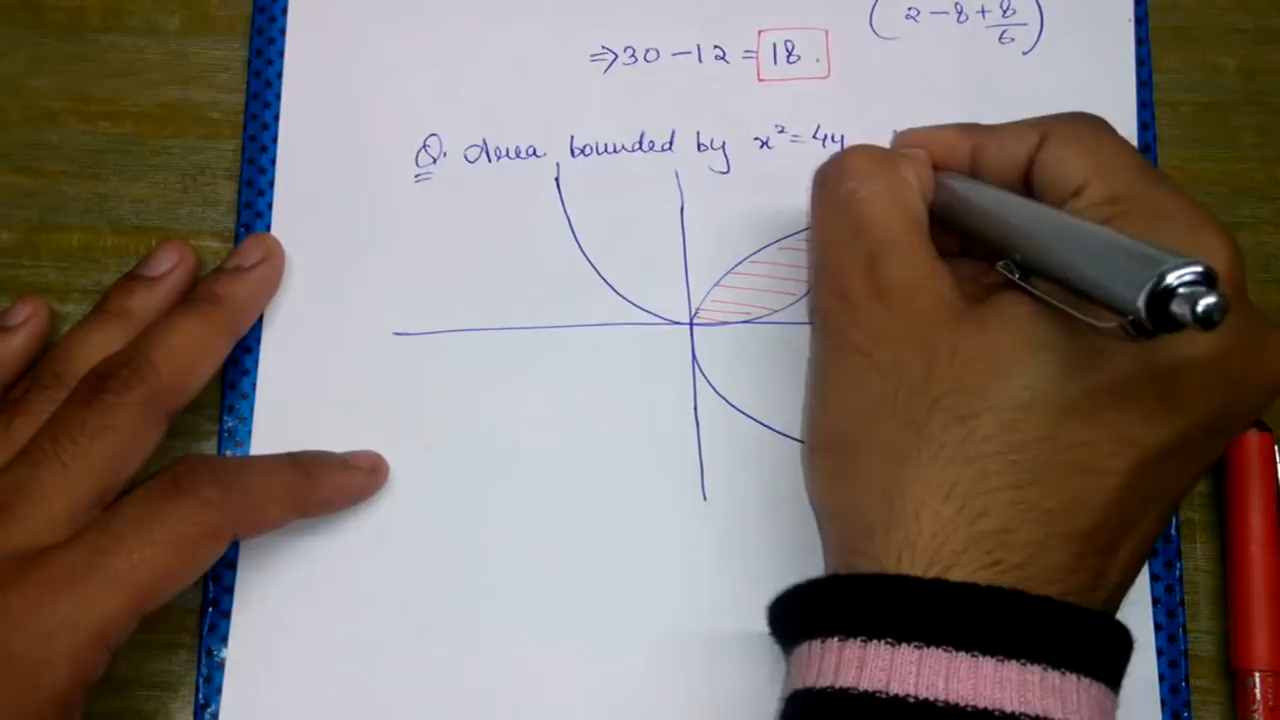 (2-8+8/6)
⇒30-12=18.
Q. Area bounded by x²=4y